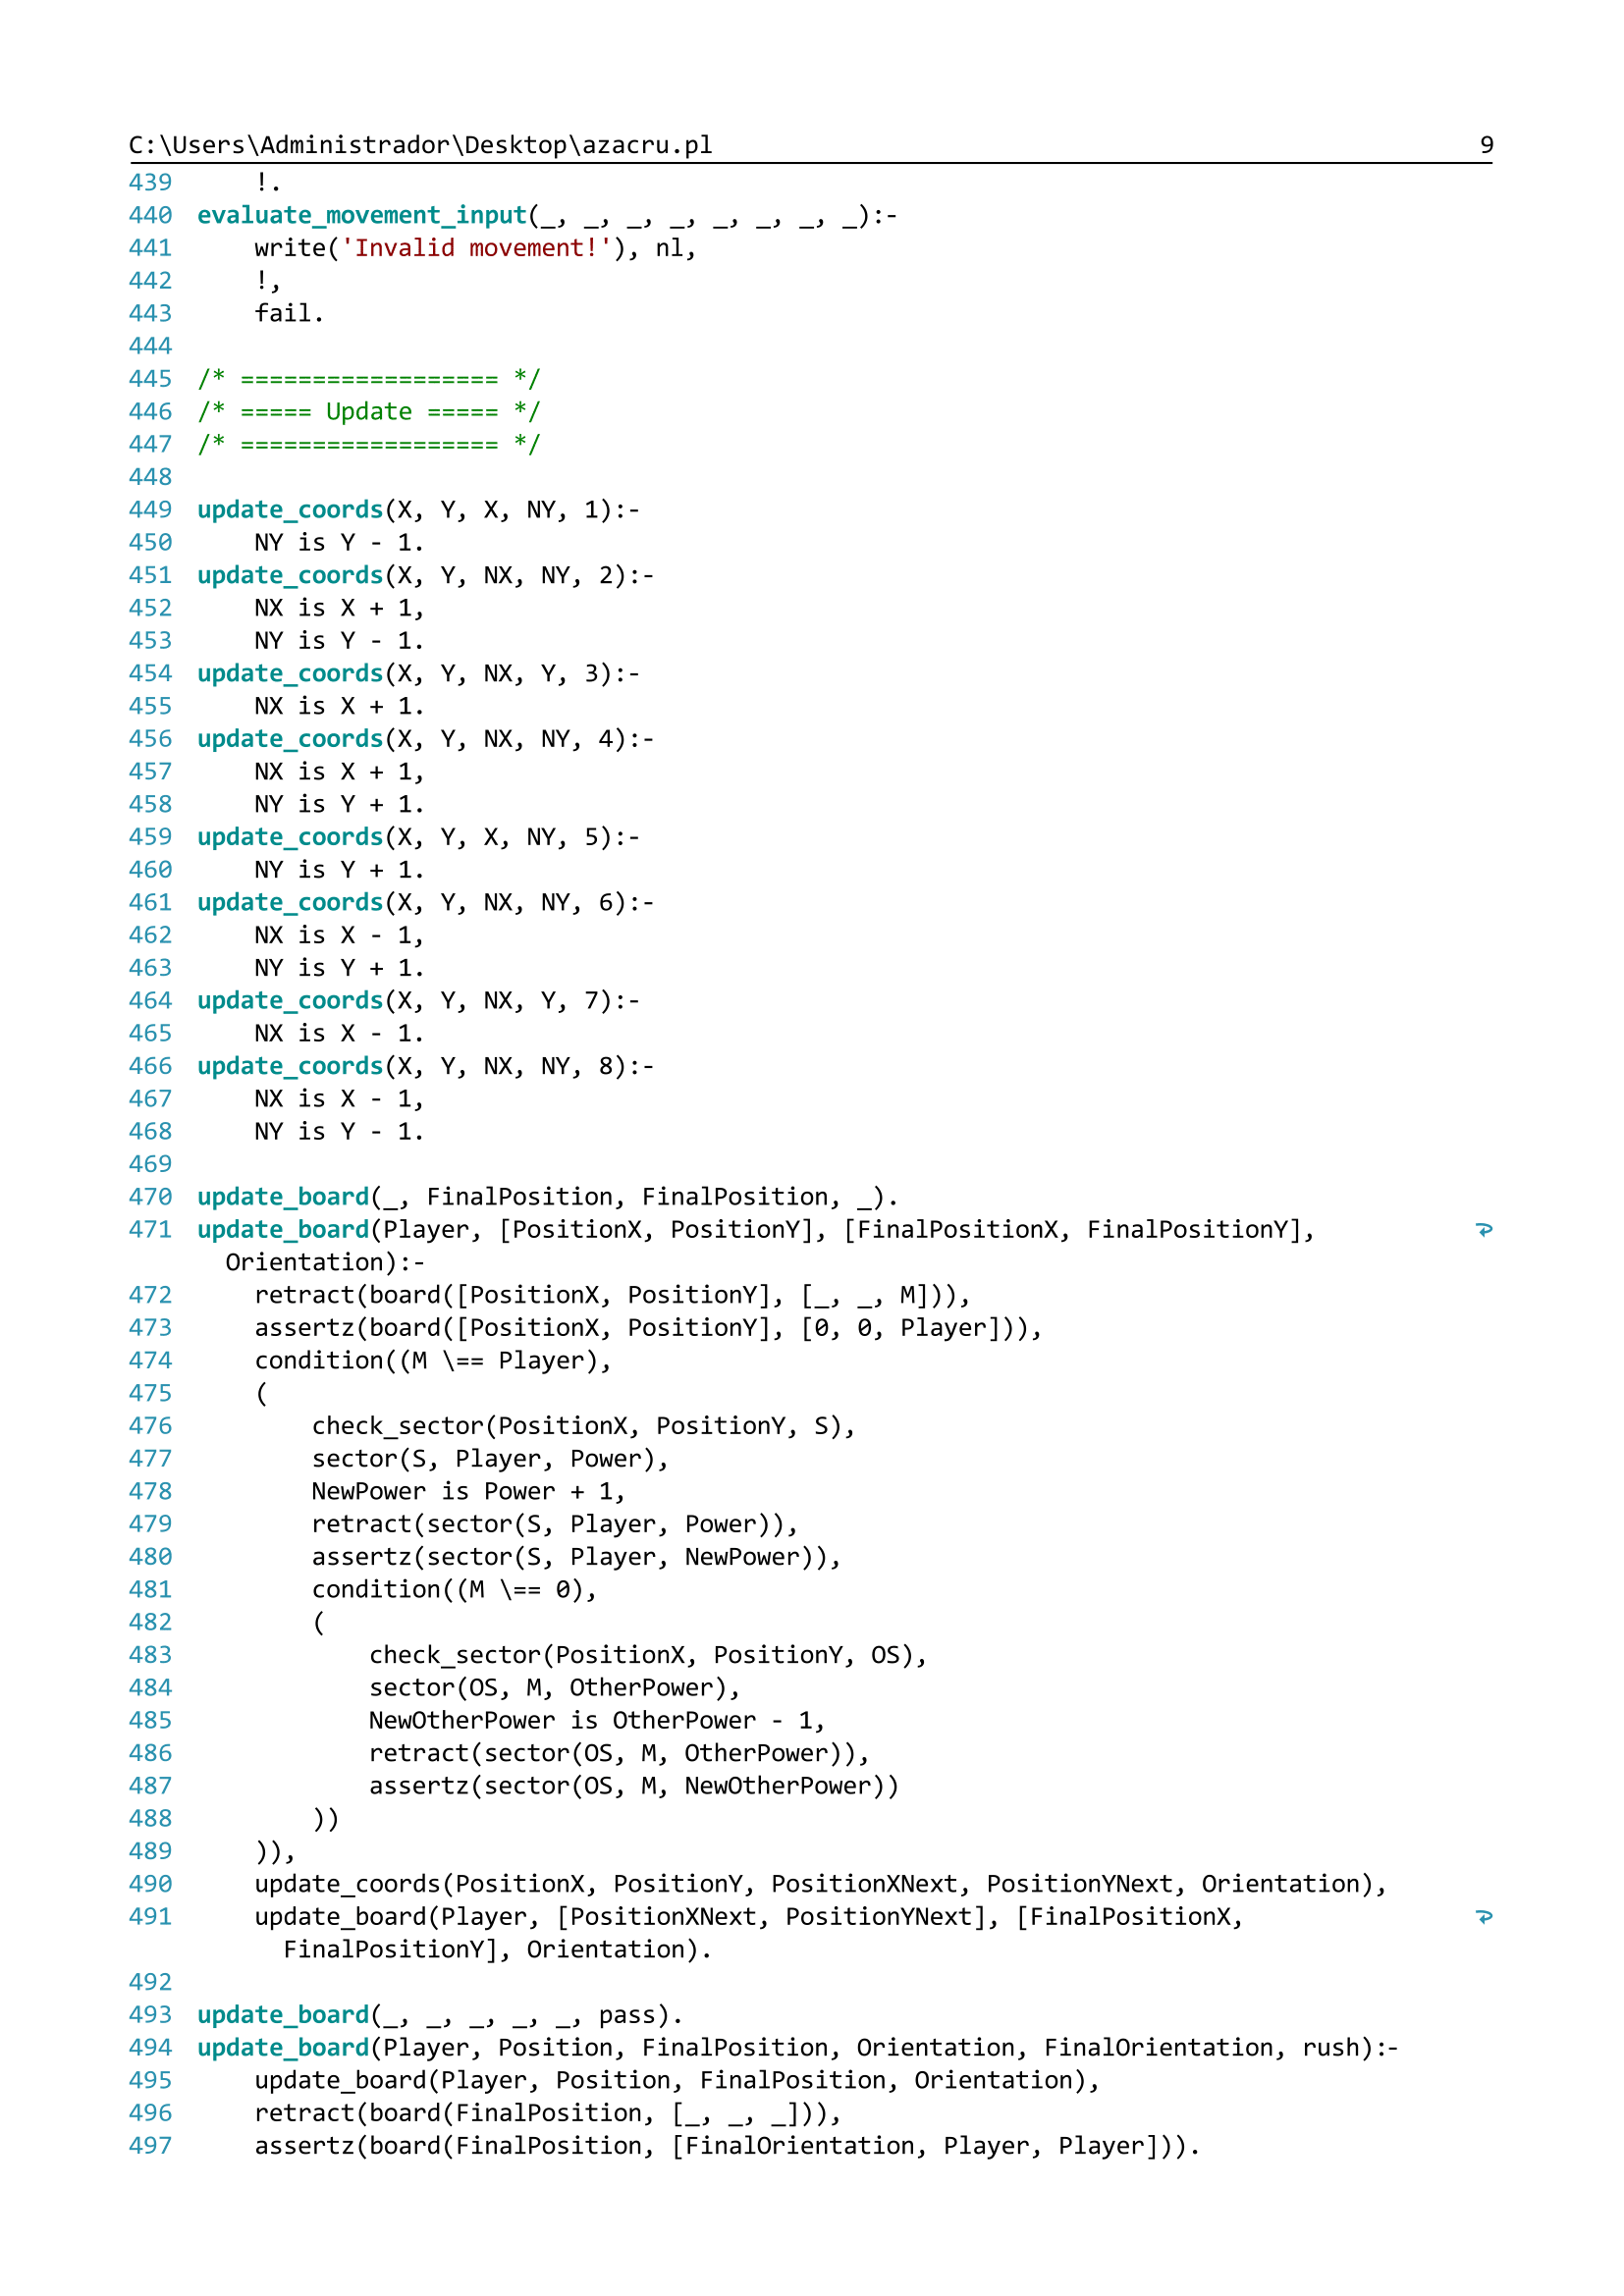 C:\Users\Administrador\Desktop\azacru.pl 9
439     !.
440 evaluate_movement_input(_, _, _, _, _, _, _, _):-
441     write('Invalid movement!'), nl,
442     !,
443     fail.
444
445 /* ================== */
446 /* ===== Update ===== */
447 /* ================== */
448
449 update_coords(X, Y, X, NY, 1):-
450     NY is Y - 1.
451 update_coords(X, Y, NX, NY, 2):-
452     NX is X + 1,
453     NY is Y - 1.
454 update_coords(X, Y, NX, Y, 3):-
455     NX is X + 1.
456 update_coords(X, Y, NX, NY, 4):-
457     NX is X + 1,
458     NY is Y + 1.
459 update_coords(X, Y, X, NY, 5):-
460     NY is Y + 1.
461 update_coords(X, Y, NX, NY, 6):-
462     NX is X - 1,
463     NY is Y + 1.
464 update_coords(X, Y, NX, Y, 7):-
465     NX is X - 1.
466 update_coords(X, Y, NX, NY, 8):-
467     NX is X - 1,
468     NY is Y - 1.
469
470 update_board(_, FinalPosition, FinalPosition, _).
471 update_board(Player, [PositionX, PositionY], [FinalPositionX, FinalPositionY],
      Orientation):-
472     retract(board([PositionX, PositionY], [_, _, M])),
473     assertz(board([PositionX, PositionY], [0, 0, Player])),
474     condition((M \== Player),
475     (
476         check_sector(PositionX, PositionY, S),
477         sector(S, Player, Power),
478         NewPower is Power + 1,
479         retract(sector(S, Player, Power)),
480         assertz(sector(S, Player, NewPower)),
481         condition((M \== 0),
482         (
483             check_sector(PositionX, PositionY, OS),
484             sector(OS, M, OtherPower),
485             NewOtherPower is OtherPower - 1,
486             retract(sector(OS, M, OtherPower)),
487             assertz(sector(OS, M, NewOtherPower))
488         ))
489     )),
490     update_coords(PositionX, PositionY, PositionXNext, PositionYNext, Orientation),
491     update_board(Player, [PositionXNext, PositionYNext], [FinalPositionX,
          FinalPositionY], Orientation).
492
493 update_board(_, _, _, _, _, pass).
494 update_board(Player, Position, FinalPosition, Orientation, FinalOrientation, rush):-
495     update_board(Player, Position, FinalPosition, Orientation),
496     retract(board(FinalPosition, [_, _, _])),
497     assertz(board(FinalPosition, [FinalOrientation, Player, Player])).